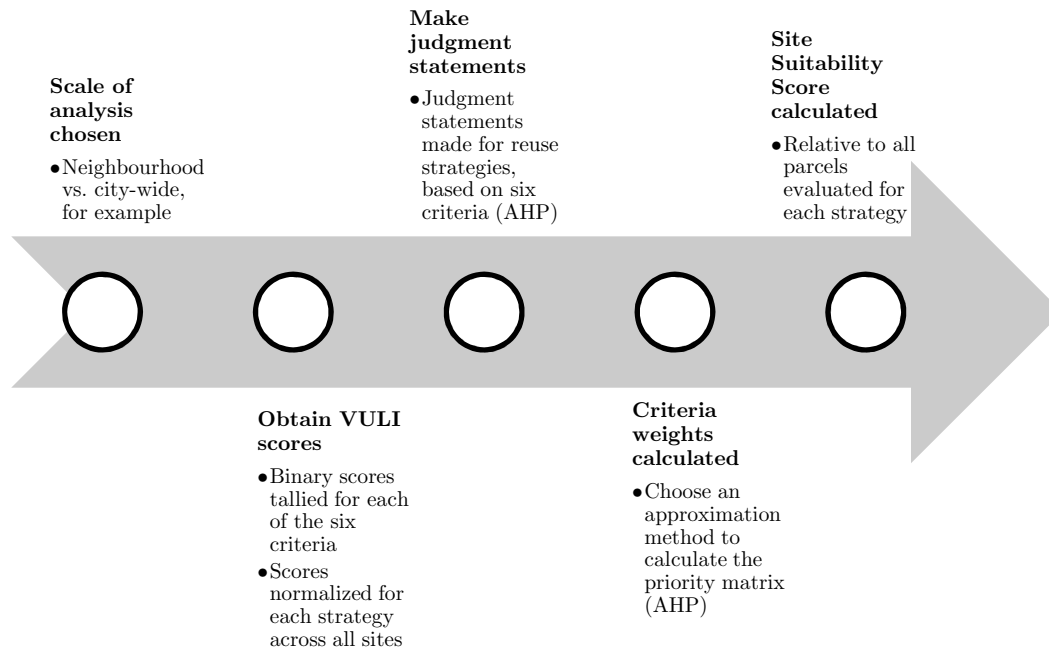 Scale of
analysis
chosen
•Neighbourhood
vs. city-wide,
for example
Obtain VULI
scores
•Binary scores
tallied for each
of the six
criteria
•Scores
normalized for
each strategy
across all sites
Make
judgment
statements
•Judgment
statements
made for reuse
strategies,
based on six
criteria (AHP)
Criteria
weights
calculated
•Choose an
approximation
method to
calculate the
priority matrix
(AHP)
Site
Suitability
Score
calculated
•Relative to all
parcels
evaluated for
each strategy